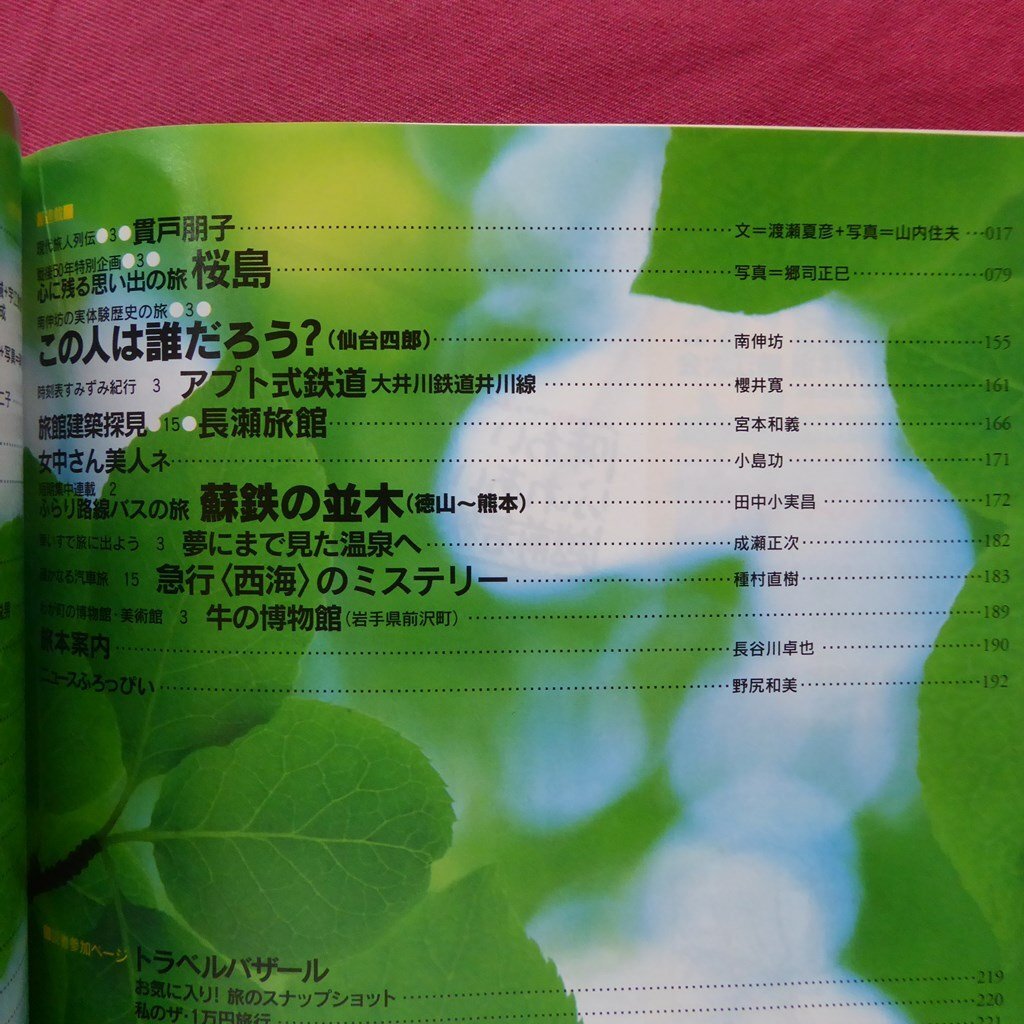 現代旅人列伝●3●貫戸朋子 文=渡瀬夏彦+写真=山内住夫 017
戦後50年特別企画●3●
心に残る思い出の旅 桜島 写真=郷司正巳 079
南伸坊の実体験歴史の旅●3●
この人は誰だろう?(仙台四郎) 南伸坊 155
時刻表すみずみ紀行 3 アプト式鉄道 大井川鉄道井川線 櫻井寛 161
旅館建築探見●15●長瀬旅館 宮本和義 166
女中さん美人ネ 小島功 171
短期集中連載 2
ふらり路線バスの旅 蘇鉄の並木(徳山〜熊本) 田中小実昌 172
車いすで旅に出よう 3 夢にまで見た温泉へ 成瀬正次 182
遥かなる汽車旅 15 急行〈西海〉のミステリー 種村直樹 183
わが町の博物館・美術館 3 牛の博物館(岩手県前沢町) 189
旅本案内 長谷川卓也 190
ニュースふろっぴい 野尻和美 192
参加ページ
トラベルバザール 219
お気に入り!旅のスナップショット 220
私のザ・1万円旅行 221